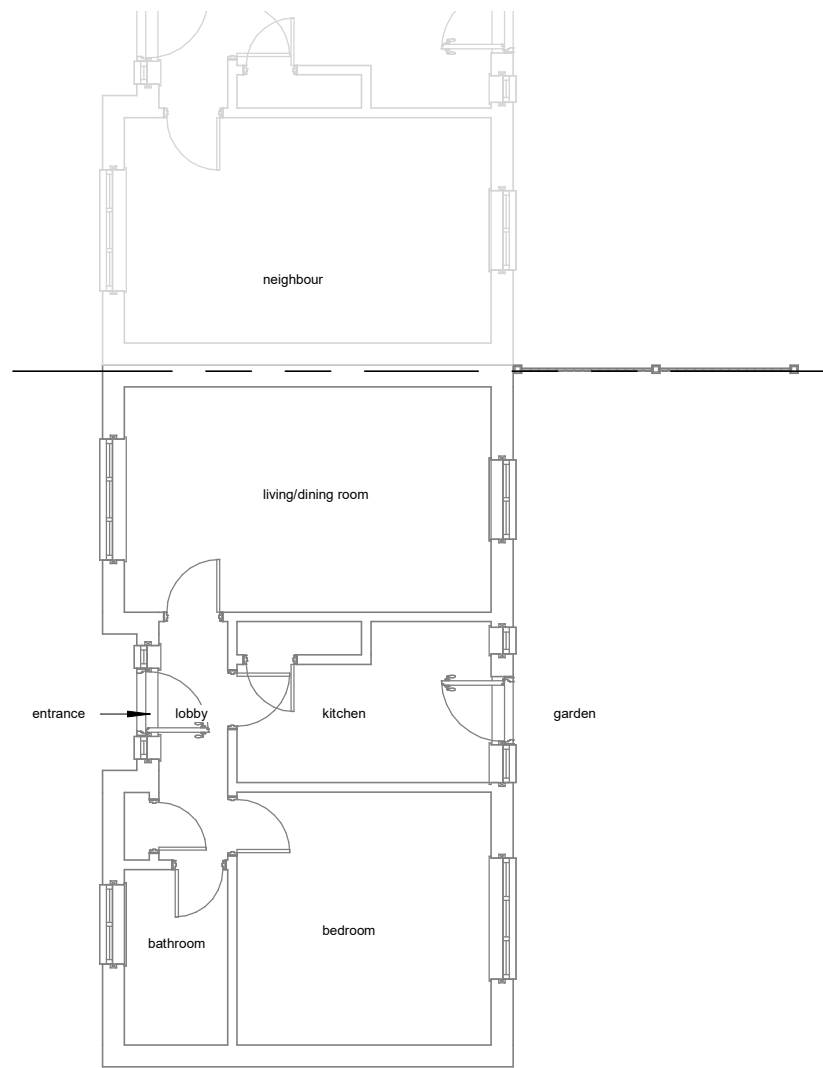 neighbour
living/dining room
entrance
lobby
kitchen
garden
bedroom
bathroom